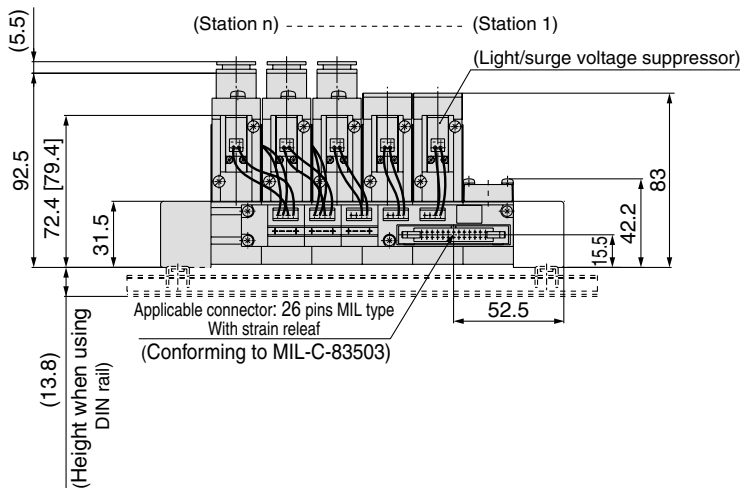 (Station n)
(Station 1)
(Light/surge voltage suppressor)
(5.5)
92.5
72.4 [79.4]
31.5
83
42.2
15.5
52.5
Applicable connector: 26 pins MIL type
With strain releaf
(Conforming to MIL-C-83503)
(13.8)
(Height when using
DIN rail)